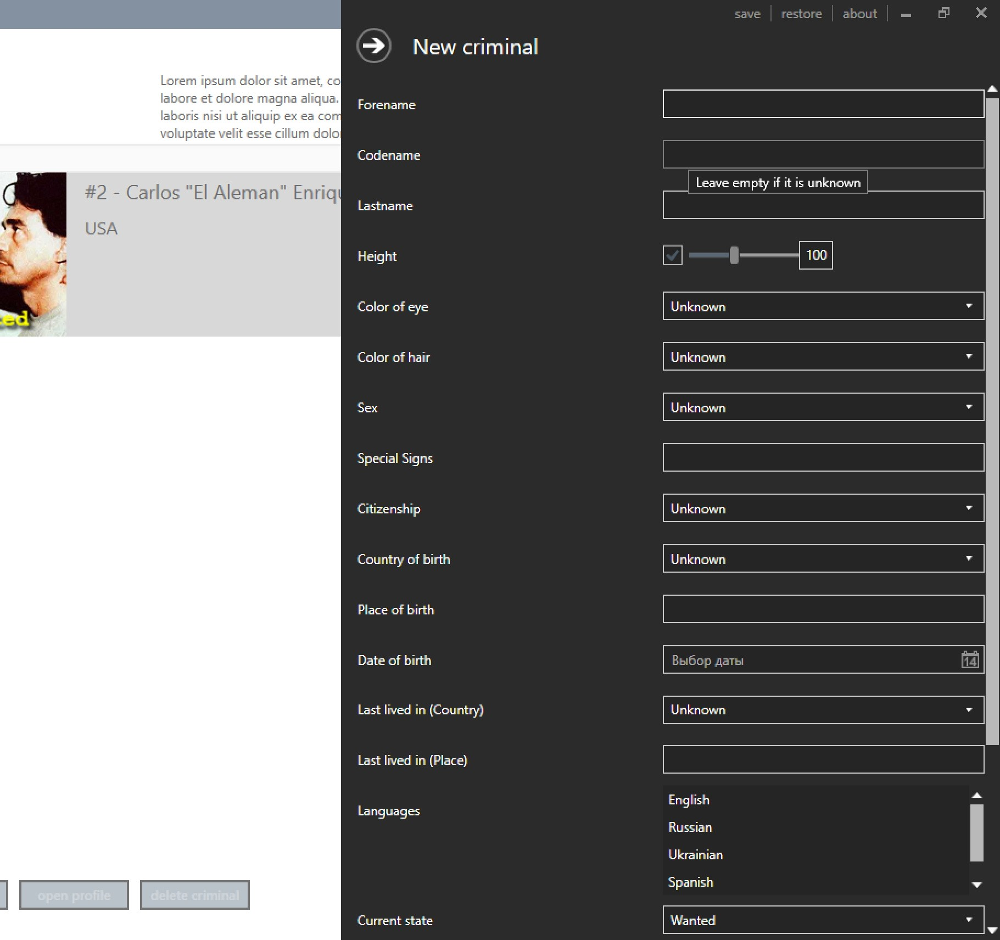 save
restore
about
New criminal
Lorem ipsum dolor sit amet, co
labore et dolore magna aliqua.
laboris nisi ut aliquip ex ea com
voluptate velit esse cillum dolo
#2 - Carlos "El Aleman" Enriqu
USA
ed
open profile
delete criminal
Forename
Codename
Leave empty if it is unknown
Lastname
Height
100
Color of eye
Unknown
Color of hair
Unknown
Sex
Unknown
Special Signs
Citizenship
Unknown
Country of birth
Unknown
Place of birth
Date of birth
Выбор даты
14
Last lived in (Country)
Unknown
Last lived in (Place)
Languages
English
Russian
Ukrainian
Spanish
Current state
Wanted